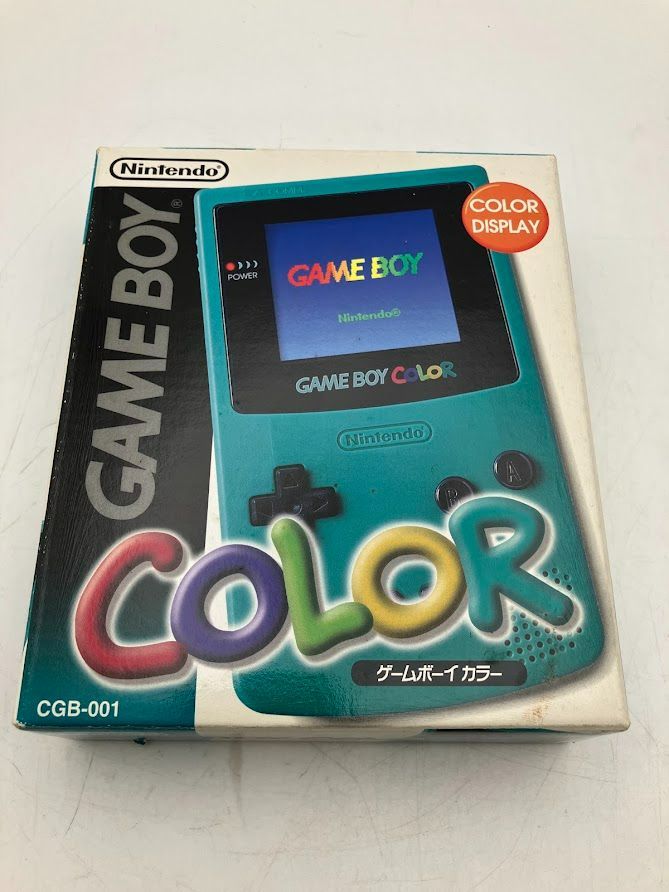 Nintendo®
GAME BOY
COLOR
DISPLAY
POWER
GAME BOY
Nintendo®
GAME BOY COLOR
Nintendo
A
B
COLOR
ゲームボーイカラー
CGB-001